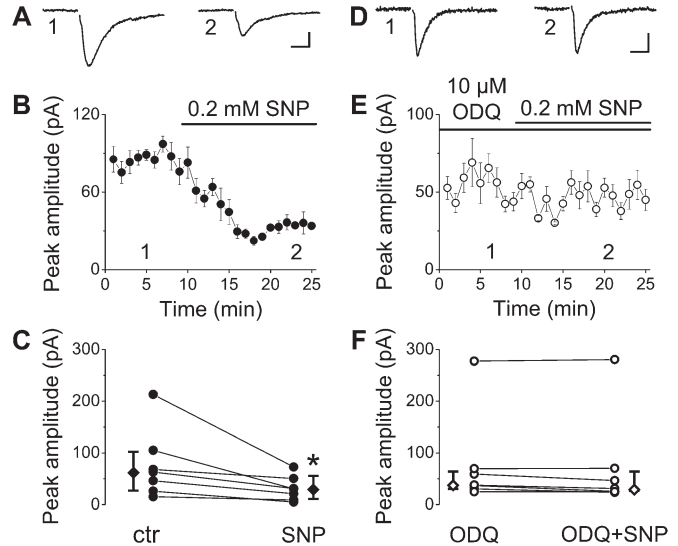 A
1
2
D
1
2
B
Peak amplitude (pA)
120
60
0
0.2 mM SNP
1
2
0 5 10 15 20 25
Time (min)
E
Peak amplitude (pA)
100
50
0
10 µM
ODQ
0.2 mM SNP
1
2
0 5 10 15 20 25
Time (min)
C
Peak amplitude (pA)
300
200
100
0
*
ctr
SNP
F
Peak amplitude (pA)
300
200
100
0
ODQ
ODQ+SNP